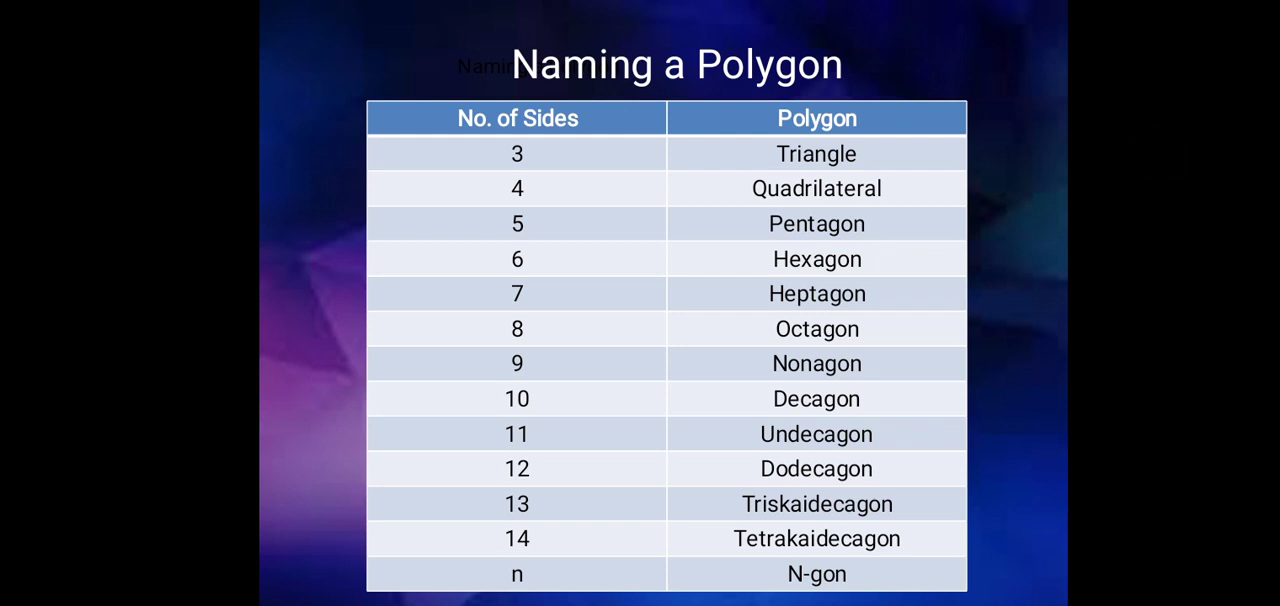 Naming a Polygon
No. of Sides Polygon
3 Triangle
4 Quadrilateral
5 Pentagon
6 Hexagon
7 Heptagon
8 Octagon
9 Nonagon
10 Decagon
11 Undecagon
12 Dodecagon
13 Triskaidecagon
14 Tetrakaidecagon
n N-gon